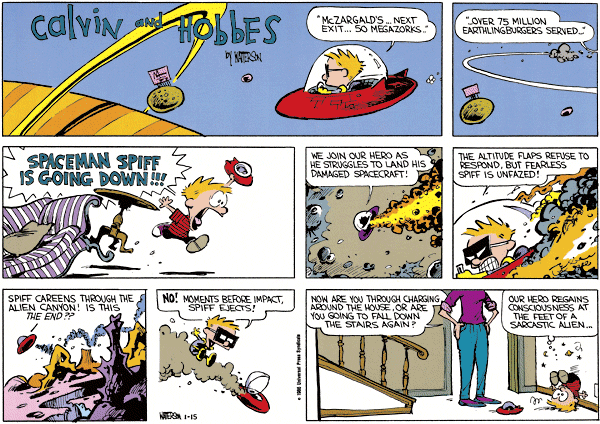 CALVIN and HOBBES
by WATTERSON
"McZARGALD'S... NEXT
EXIT... 50 MEGAZORKS..."
"...OVER 75 MILLION
EARTHLINGBURGERS SERVED..."
SPACEMAN SPIFF
IS GOING DOWN!!!
WE JOIN OUR HERO AS
HE STRUGGLES TO LAND HIS
DAMAGED SPACECRAFT!
THE ALTITUDE FLAPS REFUSE TO
RESPOND, BUT FEARLESS
SPIFF IS UNFAZED!
SPIFF CAREENS THROUGH THE
ALIEN CANYON! IS THIS
THE END??
NO! MOMENTS BEFORE IMPACT,
SPIFF EJECTS!
WATTERSON 1-15
Universal Press Syndicate
NOW ARE YOU THROUGH CHARGING
AROUND THE HOUSE, OR ARE
YOU GOING TO FALL DOWN
THE STAIRS AGAIN?
OUR HERO REGAINS
CONSCIOUSNESS AT
THE FEET OF A
SARCASTIC ALIEN...